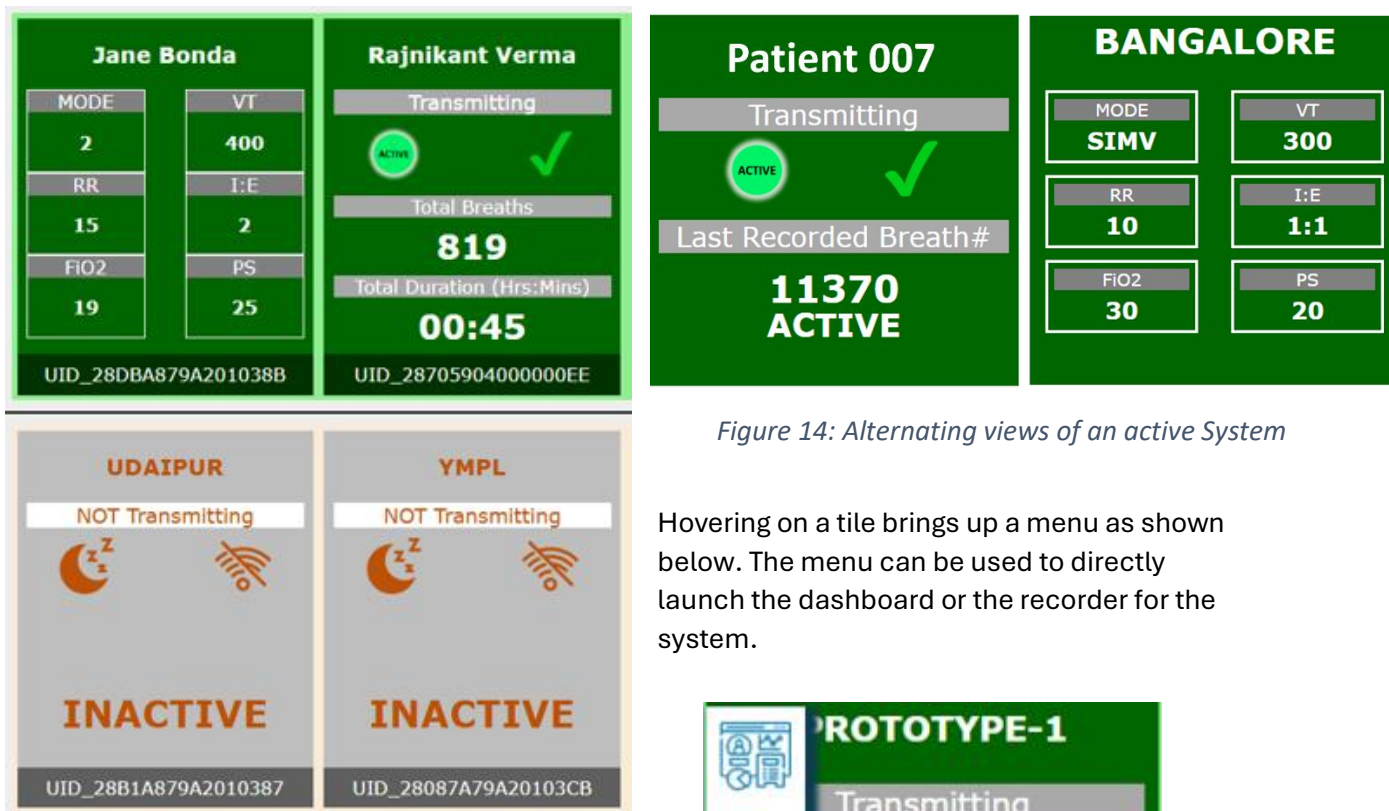 Jane Bonda
MODE
VT
2
400
RR
I:E
15
2
FiO2
PS
19
25
UID_28DBA879A201038B
Rajnikant Verma
Transmitting
ACTIVE
Total Breaths
819
Total Duration (Hrs:Mins)
00:45
UID_28705904000000EE
UDAIPUR
NOT Transmitting
z z Z
INACTIVE
UID_28B1A879A2010387
YMPL
NOT Transmitting
z z Z
INACTIVE
UID_28087A79A20103CB
Patient 007
Transmitting
ACTIVE
Last Recorded Breath#
11370
ACTIVE
BANGALORE
MODE
VT
SIMV
300
RR
I:E
10
1:1
FiO2
PS
30
20
Figure 14: Alternating views of an active System
Hovering on a tile brings up a menu as shown
below. The menu can be used to directly
launch the dashboard or the recorder for the
system.
PROTOTYPE-1
Transmitting